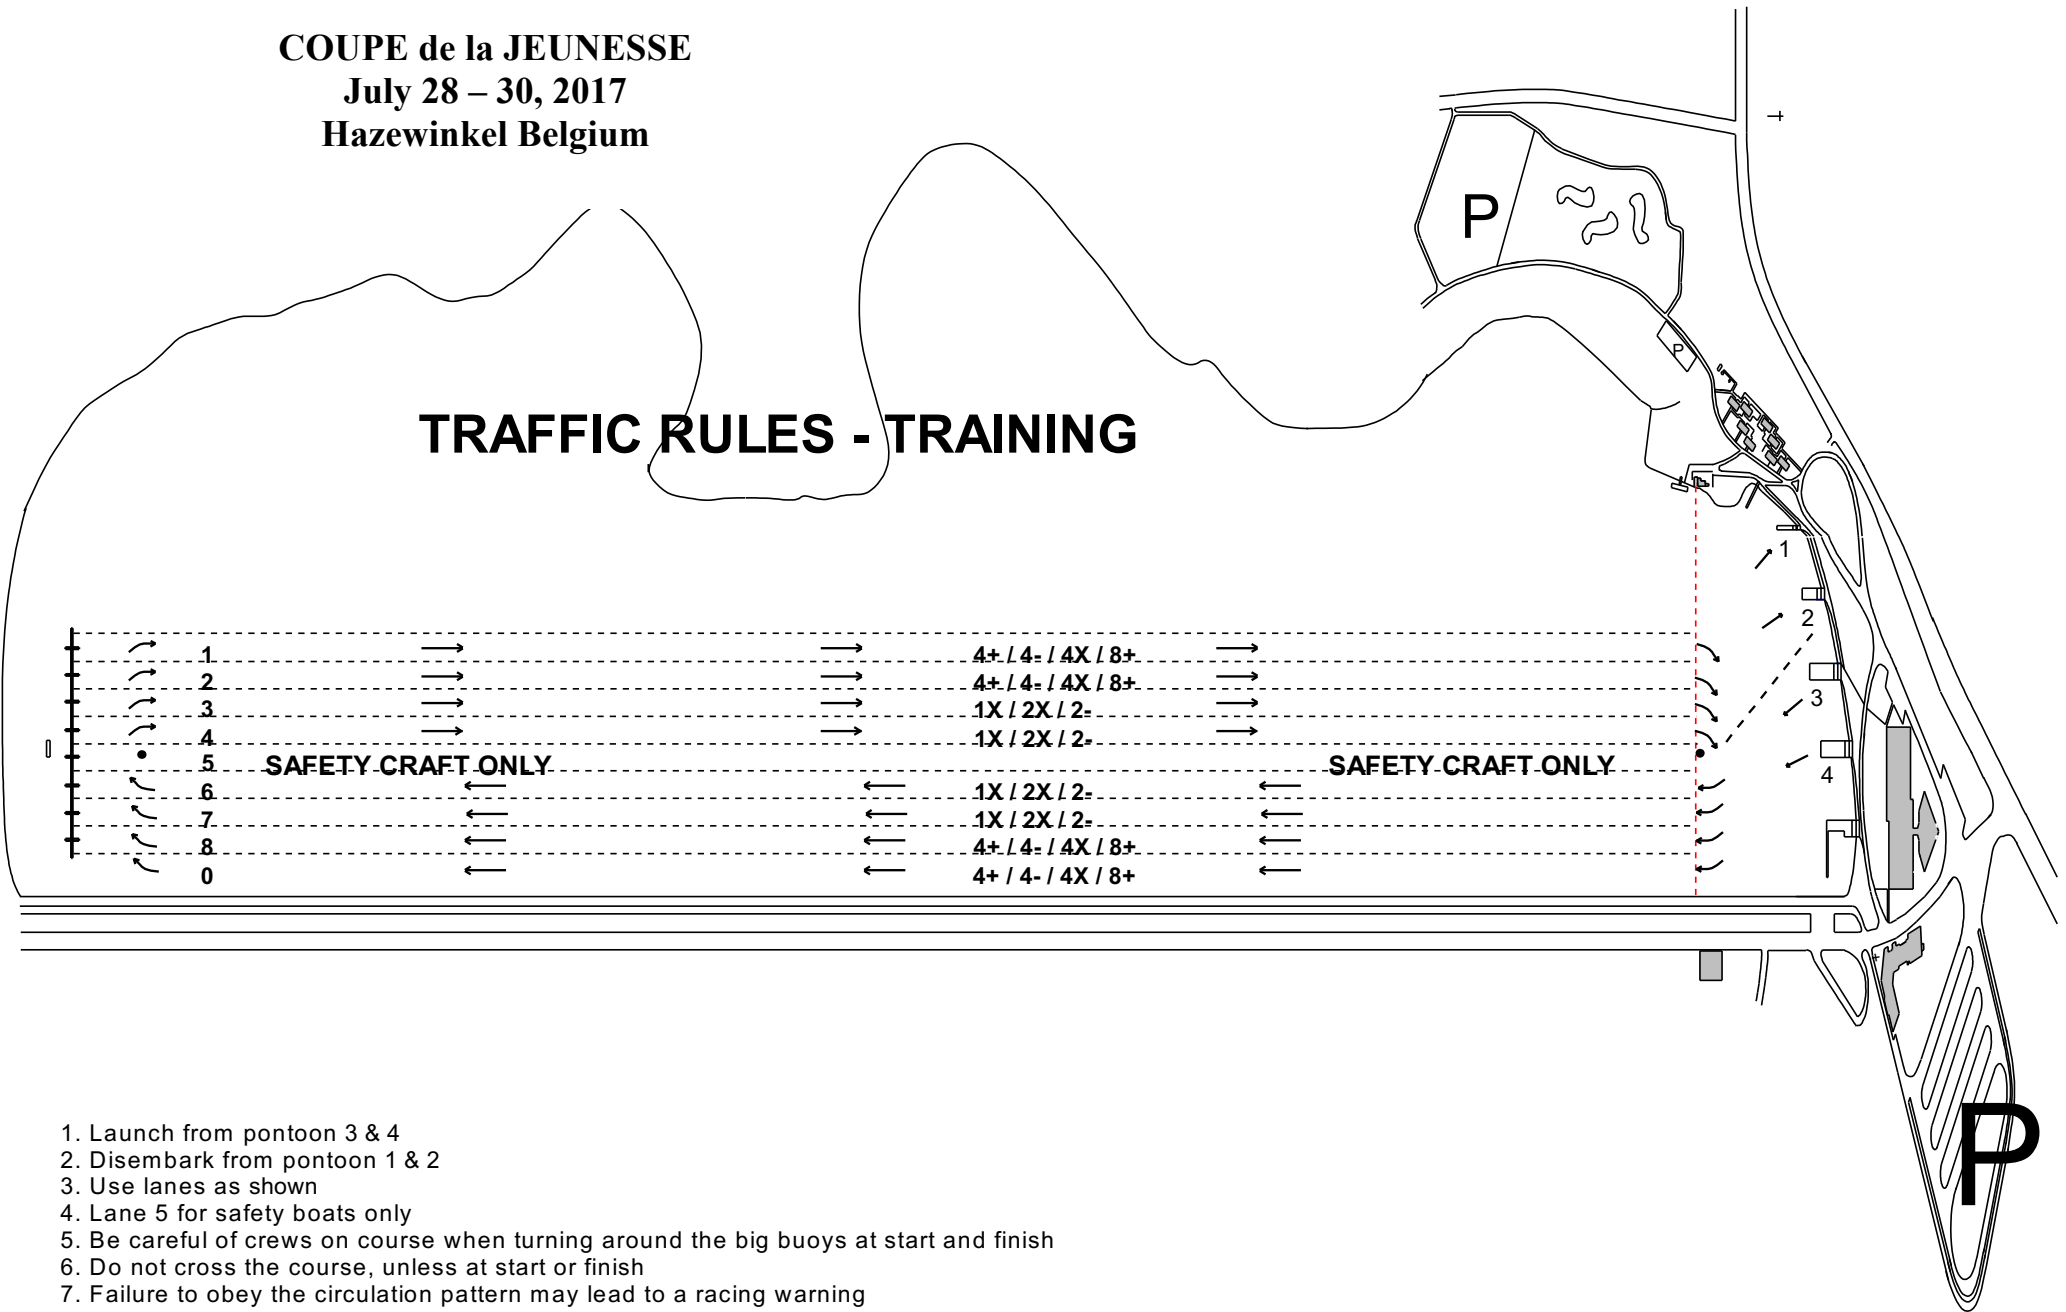 COUPE de la JEUNESSE
July 28 – 30, 2017
Hazewinkel Belgium
P
P
TRAFFIC RULES - TRAINING
1
2
3
4
1 4+ / 4- / 4X / 8+
2 4+ / 4- / 4X / 8+
3 1X / 2X / 2-
4 1X / 2X / 2-
5 SAFETY CRAFT ONLY SAFETY CRAFT ONLY
6 1X / 2X / 2-
7 1X / 2X / 2-
8 4+ / 4- / 4X / 8+
0 4+ / 4- / 4X / 8+
P
1. Launch from pontoon 3 & 4
2. Disembark from pontoon 1 & 2
3. Use lanes as shown
4. Lane 5 for safety boats only
5. Be careful of crews on course when turning around the big buoys at start and finish
6. Do not cross the course, unless at start or finish
7. Failure to obey the circulation pattern may lead to a racing warning